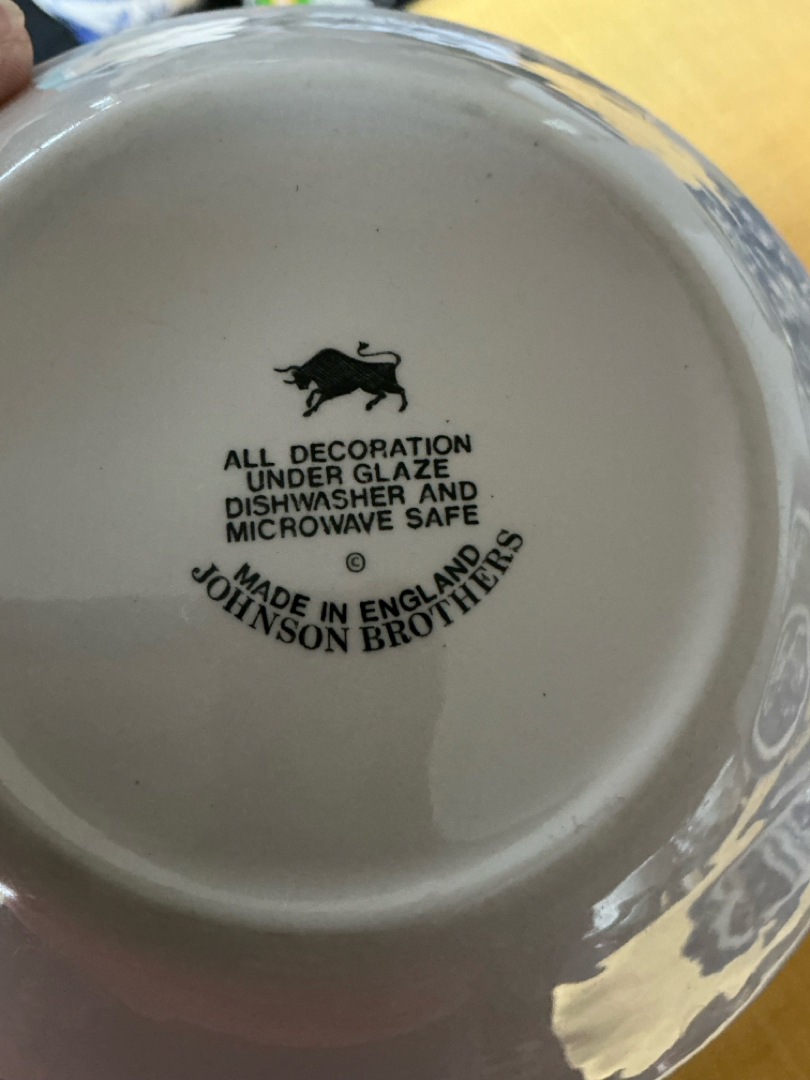 ALL DECORATION
UNDER GLAZE
DISHWASHER AND
MICROWAVE SAFE
©
MADE IN ENGLAND
JOHNSON BROTHERS